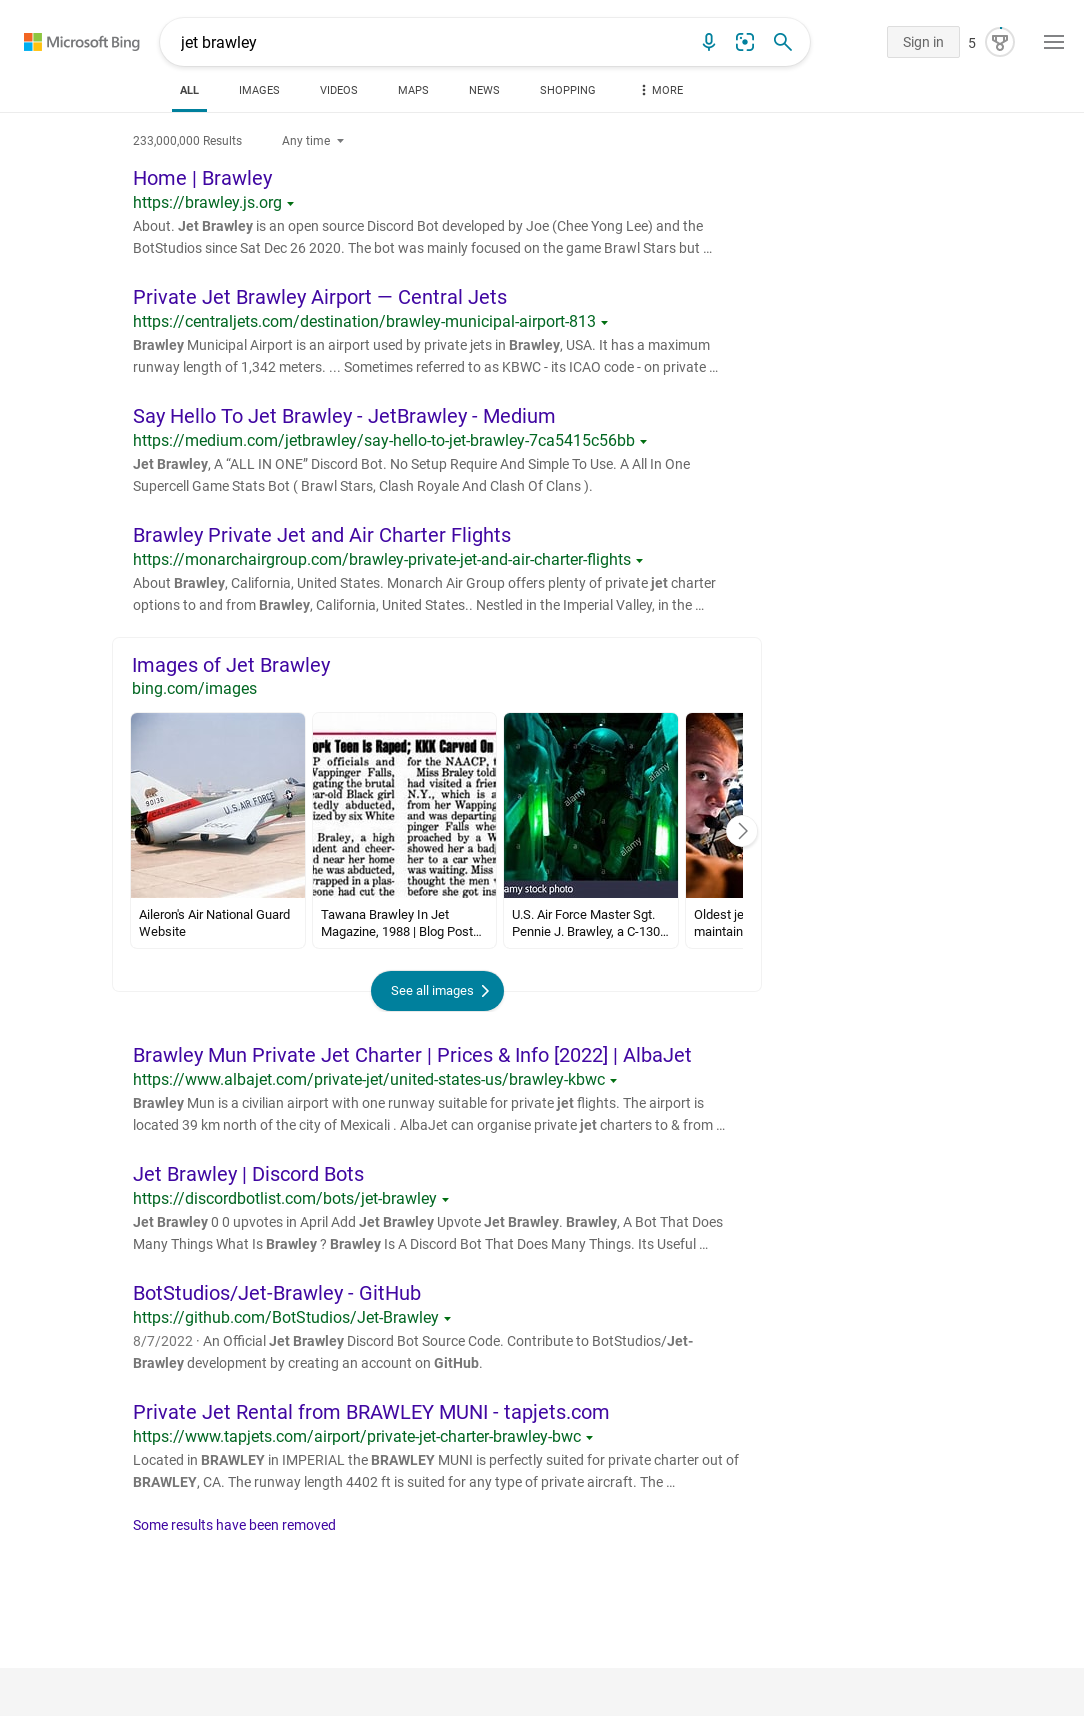 Microsoft Bing
jet brawley
Sign in
5
ALL
IMAGES
VIDEOS
MAPS
NEWS
SHOPPING
MORE
233,000,000 Results
Any time
Home | Brawley
https://brawley.js.org
About. Jet Brawley is an open source Discord Bot developed by Joe (Chee Yong Lee) and the
BotStudios since Sat Dec 26 2020. The bot was mainly focused on the game Brawl Stars but …
Private Jet Brawley Airport — Central Jets
https://centraljets.com/destination/brawley-municipal-airport-813
Brawley Municipal Airport is an airport used by private jets in Brawley, USA. It has a maximum
runway length of 1,342 meters. ... Sometimes referred to as KBWC - its ICAO code - on private …
Say Hello To Jet Brawley - JetBrawley - Medium
https://medium.com/jetbrawley/say-hello-to-jet-brawley-7ca5415c56bb
Jet Brawley, A “ALL IN ONE” Discord Bot. No Setup Require And Simple To Use. A All In One
Supercell Game Stats Bot ( Brawl Stars, Clash Royale And Clash Of Clans ).
Brawley Private Jet and Air Charter Flights
https://monarchairgroup.com/brawley-private-jet-and-air-charter-flights
About Brawley, California, United States. Monarch Air Group offers plenty of private jet charter
options to and from Brawley, California, United States.. Nestled in the Imperial Valley, in the …
Images of Jet Brawley
bing.com/images
90136
CALIFORNIA
U.S. AIR FORCE
ork Teen Is Raped; KKK Carved On
P officials and
Wappinger Falls,
gating the brutal
ear-old Black girl
tedly abducted,
ized by six White
Braley, a high
udent and cheer-
d near her home
he was abducted,
wrapped in a plas-
eone had cut the
for the NAACP, t
Miss Braley told
had visited a frier
N.Y., which is a
from her Wapping
and was departing
pinger Falls when
proached by a W
showed her a badg
her to a car wher
was waiting. Miss
thought the men w
before she got ins
alamy
alamy
alamy
amy stock photo
Aileron's Air National Guard
Website
Tawana Brawley In Jet
Magazine, 1988 | Blog Post…
U.S. Air Force Master Sgt.
Pennie J. Brawley, a C-130…
Oldest je
maintain
See all images
Brawley Mun Private Jet Charter | Prices & Info [2022] | AlbaJet
https://www.albajet.com/private-jet/united-states-us/brawley-kbwc
Brawley Mun is a civilian airport with one runway suitable for private jet flights. The airport is
located 39 km north of the city of Mexicali . AlbaJet can organise private jet charters to & from …
Jet Brawley | Discord Bots
https://discordbotlist.com/bots/jet-brawley
Jet Brawley 0 0 upvotes in April Add Jet Brawley Upvote Jet Brawley. Brawley, A Bot That Does
Many Things What Is Brawley ? Brawley Is A Discord Bot That Does Many Things. Its Useful …
BotStudios/Jet-Brawley - GitHub
https://github.com/BotStudios/Jet-Brawley
8/7/2022 · An Official Jet Brawley Discord Bot Source Code. Contribute to BotStudios/Jet-
Brawley development by creating an account on GitHub.
Private Jet Rental from BRAWLEY MUNI - tapjets.com
https://www.tapjets.com/airport/private-jet-charter-brawley-bwc
Located in BRAWLEY in IMPERIAL the BRAWLEY MUNI is perfectly suited for private charter out of
BRAWLEY, CA. The runway length 4402 ft is suited for any type of private aircraft. The …
Some results have been removed